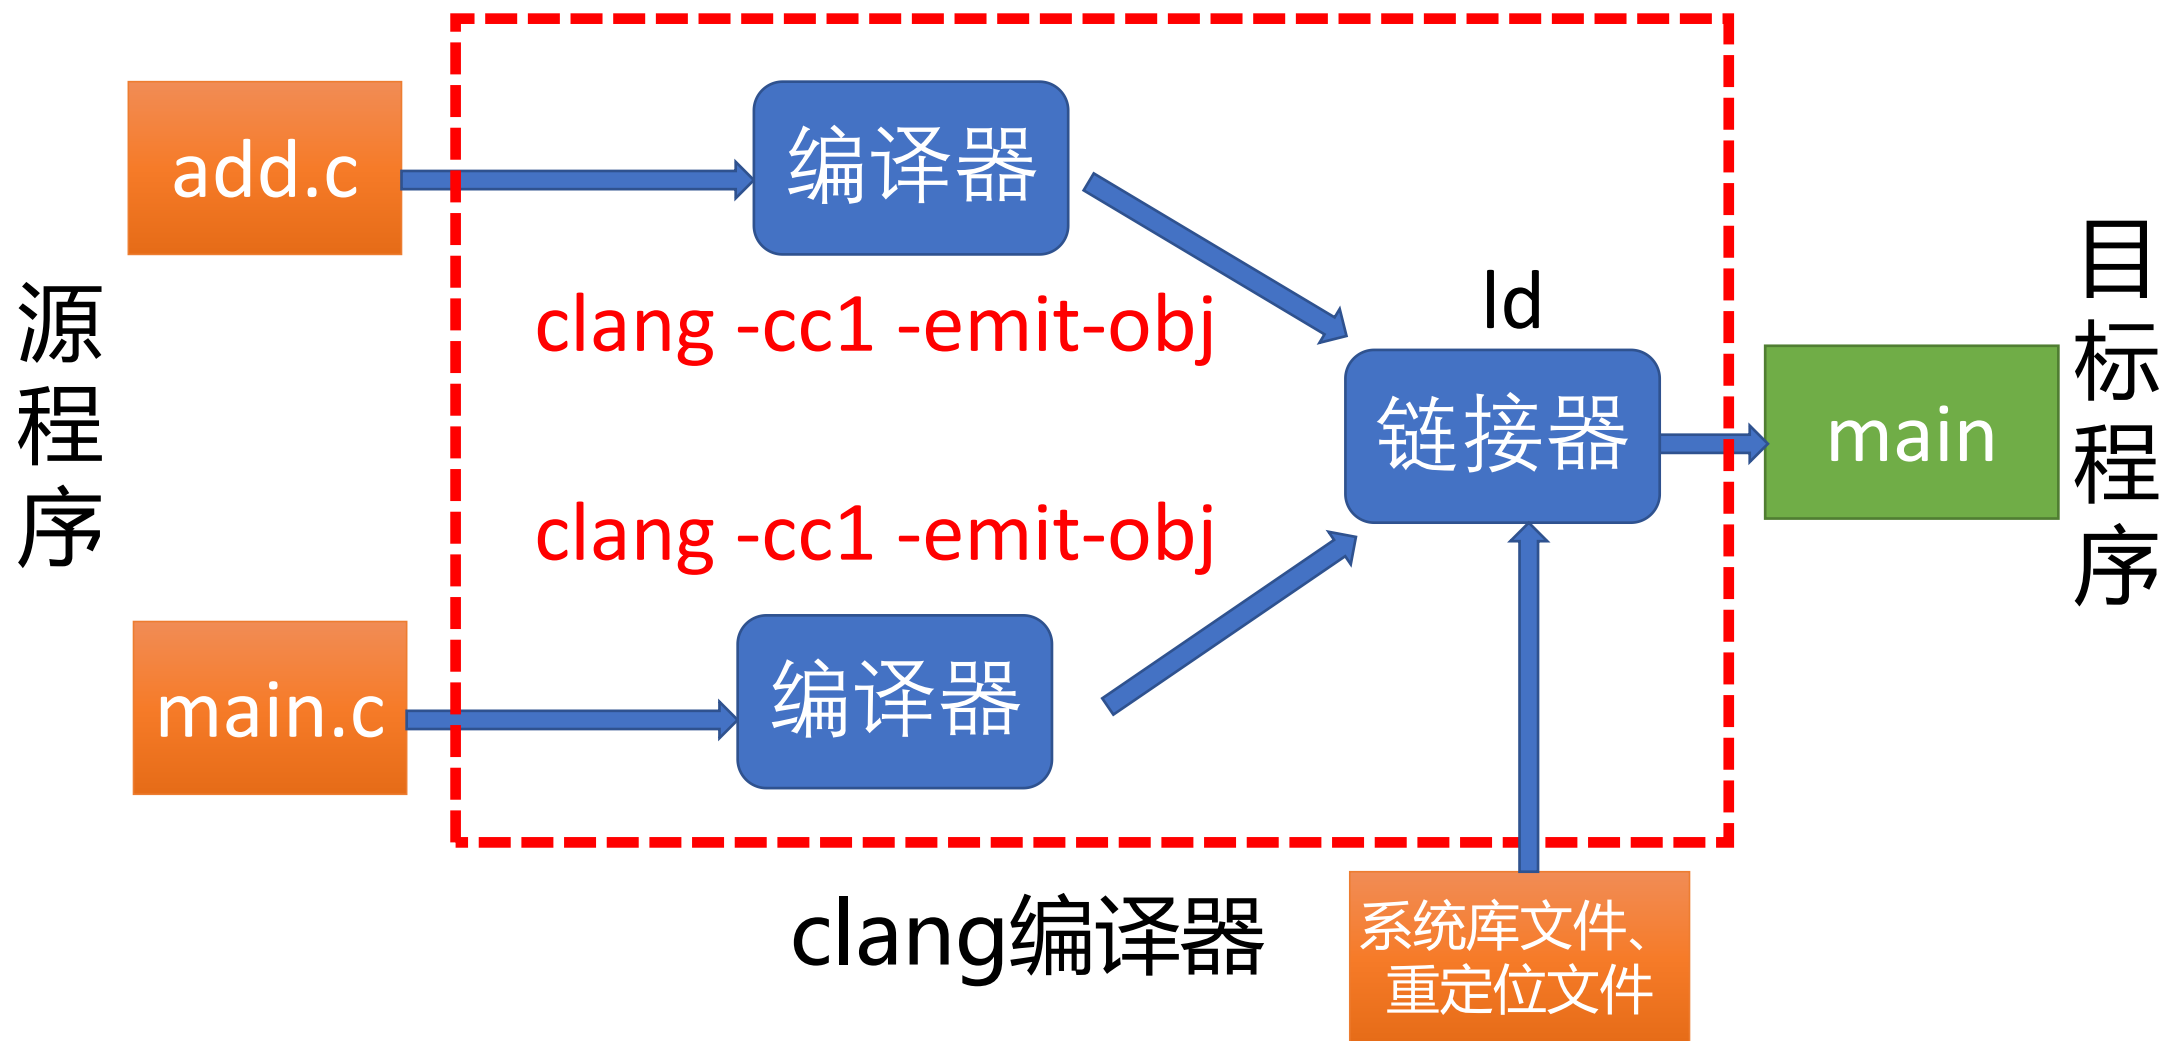 源程序
add.c
编译器
clang -cc1 -emit-obj
clang -cc1 -emit-obj
main.c
编译器
ld
链接器
main
目标程序
clang编译器
系统库文件、
重定位文件